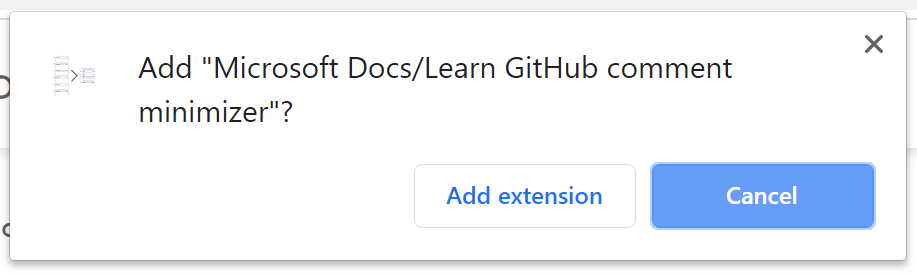 Add "Microsoft Docs/Learn GitHub comment
minimizer"?
Add extension
Cancel